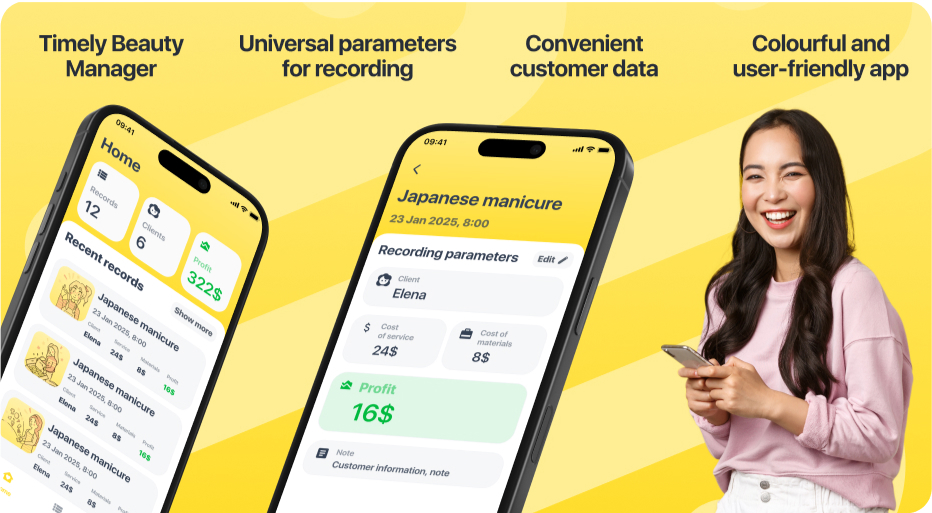 Timely Beauty
Manager
Universal parameters
for recording
Convenient
customer data
Colourful and
user-friendly app
09:41
Home
Records
12
Clients
6
Profit
322$
Recent records
Show more
Japanese manicure
23 Jan 2025, 8:00
Client
Elena
Service
24$
Materials
8$
Profit
16$
Japanese manicure
23 Jan 2025, 8:00
Client
Elena
Service
24$
Materials
8$
Profit
16$
Japanese manicure
23 Jan 2025, 8:00
Client
Elena
Service
24$
Materials
8$
09:41
Japanese manicure
23 Jan 2025, 8:00
Recording parameters
Edit
Client
Elena
Cost
of service
24$
Cost of
materials
8$
Profit
16$
Note
Customer information, note